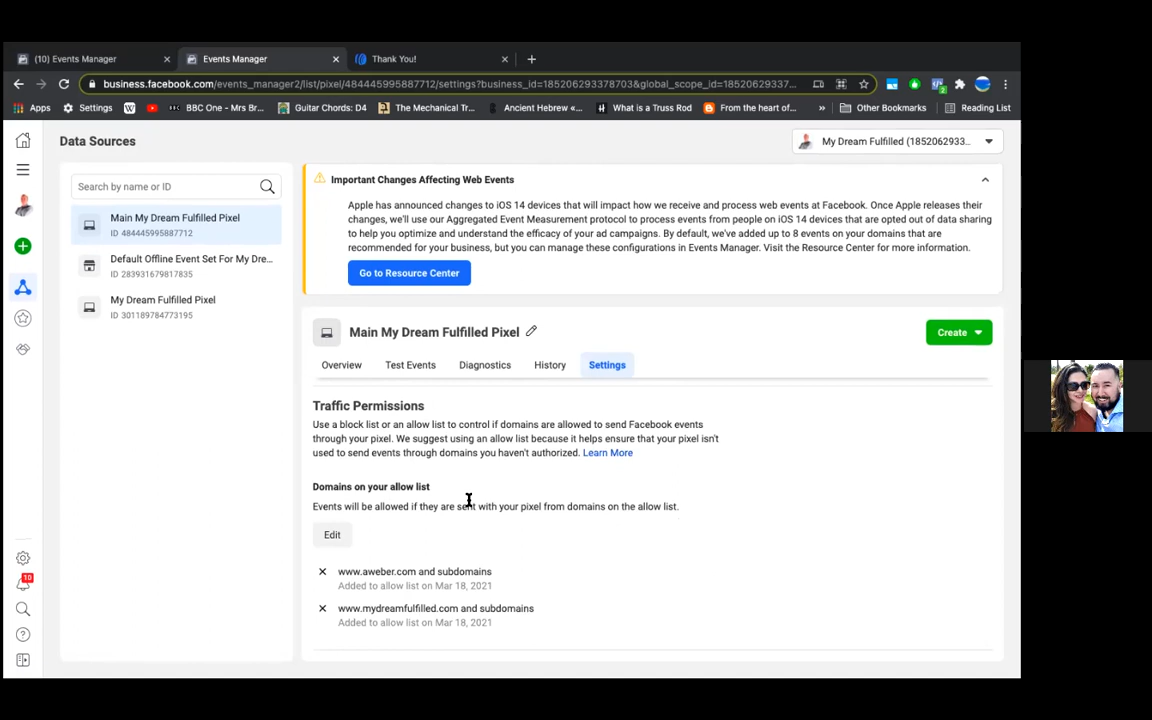 (10) Events Manager
Events Manager
Thank You!
business.facebook.com/events_manager2/list/pixel/484445995887712/settings?business_id=185206293378703&global_scope_id=18520629337...
Apps
Settings
BBC One - Mrs Br...
Guitar Chords: D4
The Mechanical Tr...
Ancient Hebrew «...
What is a Truss Rod
From the heart of...
»
Other Bookmarks
Reading List
Data Sources
My Dream Fulfilled (1852062933...
Search by name or ID
Main My Dream Fulfilled Pixel
ID 484445995887712
Default Offline Event Set For My Dre...
ID 283931679817835
My Dream Fulfilled Pixel
ID 301189784773195
Important Changes Affecting Web Events
Apple has announced changes to iOS 14 devices that will impact how we receive and process web events at Facebook. Once Apple releases their
changes, we'll use our Aggregated Event Measurement protocol to process events from people on iOS 14 devices that are opted out of data sharing
to help you optimize and understand the efficacy of your ad campaigns. By default, we've added up to 8 events on your domains that are
recommended for your business, but you can manage these configurations in Events Manager. Visit the Resource Center for more information.
Go to Resource Center
Main My Dream Fulfilled Pixel
Create
Overview
Test Events
Diagnostics
History
Settings
Traffic Permissions
Use a block list or an allow list to control if domains are allowed to send Facebook events
through your pixel. We suggest using an allow list because it helps ensure that your pixel isn't
used to send events through domains you haven't authorized. Learn More
Domains on your allow list
Events will be allowed if they are sent with your pixel from domains on the allow list.
Edit
www.aweber.com and subdomains
Added to allow list on Mar 18, 2021
www.mydreamfulfilled.com and subdomains
Added to allow list on Mar 18, 2021
10